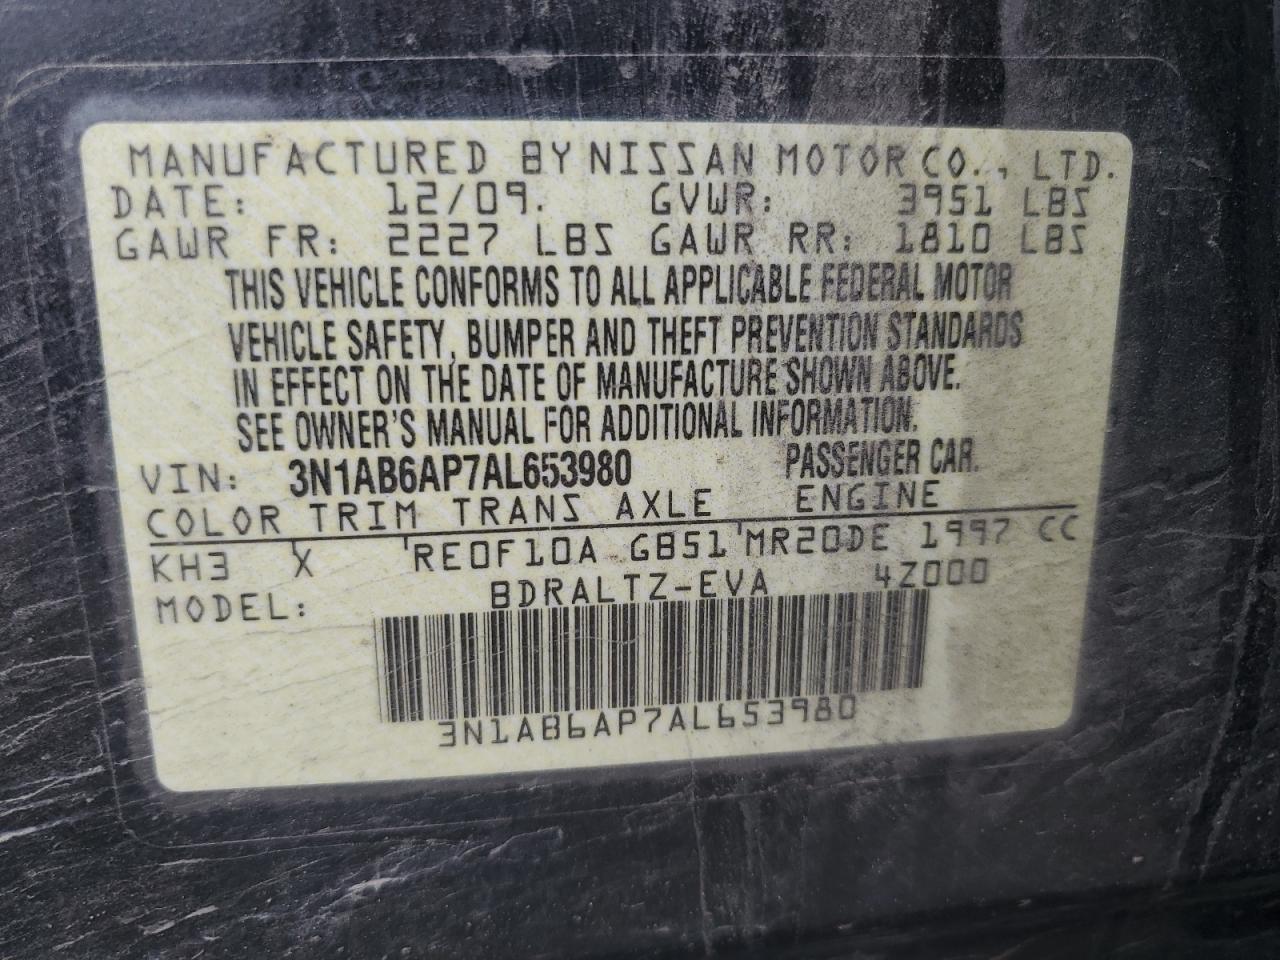 MANUFACTURED BY NISSAN MOTOR CO., LTD.
DATE: 12/09. GVWR: 3951 LBS
GAWR FR: 2227 LBS GAWR RR: 1810 LBS
THIS VEHICLE CONFORMS TO ALL APPLICABLE FEDERAL MOTOR
VEHICLE SAFETY, BUMPER AND THEFT PREVENTION STANDARDS
IN EFFECT ON THE DATE OF MANUFACTURE SHOWN ABOVE.
SEE OWNER'S MANUAL FOR ADDITIONAL INFORMATION.
VIN: 3N1AB6AP7AL653980 PASSENGER CAR.
COLOR TRIM TRANS AXLE ENGINE
KH3 X 'RE0F10A GB51 'MR20DE 1997 CC
MODEL: BDRALTZ-EVA 4Z000
3N1AB6AP7AL653980